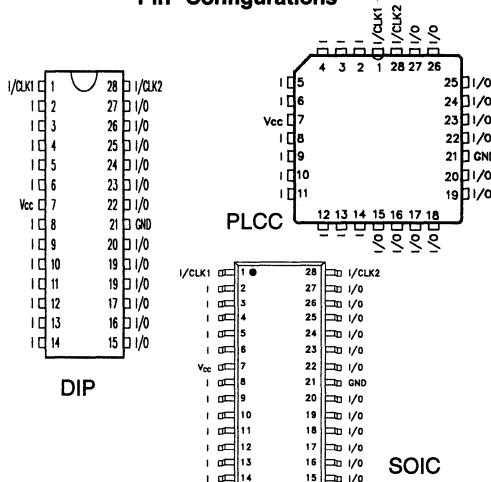 Pin Configurations
I/CLK1 1 28 I/CLK2
I 2 27 I/O
I 3 26 I/O
I 4 25 I/O
I 5 24 I/O
I 6 23 I/O
Vcc 7 22 I/O
I 8 21 GND
I 9 20 I/O
I 10 19 I/O
I 11 19 I/O
I 12 17 I/O
I 13 16 I/O
I 14 15 I/O
DIP
I I I I/CLK1 I/CLK2 I/O I/O
4 3 2 1 28 27 26
I 5 25 I/O
I 6 24 I/O
Vcc 7 23 I/O
I 8 22 I/O
I 9 21 GND
I 10 20 I/O
I 11 19 I/O
12 13 14 15 16 17 18
I I I I/O I/O I/O I/O
PLCC
I/CLK1 1 28 I/CLK2
I 2 27 I/O
I 3 26 I/O
I 4 25 I/O
I 5 24 I/O
I 6 23 I/O
Vcc 7 22 I/O
I 8 21 GND
I 9 20 I/O
I 10 19 I/O
I 11 18 I/O
I 12 17 I/O
I 13 16 I/O
I 14 15 I/O
SOIC